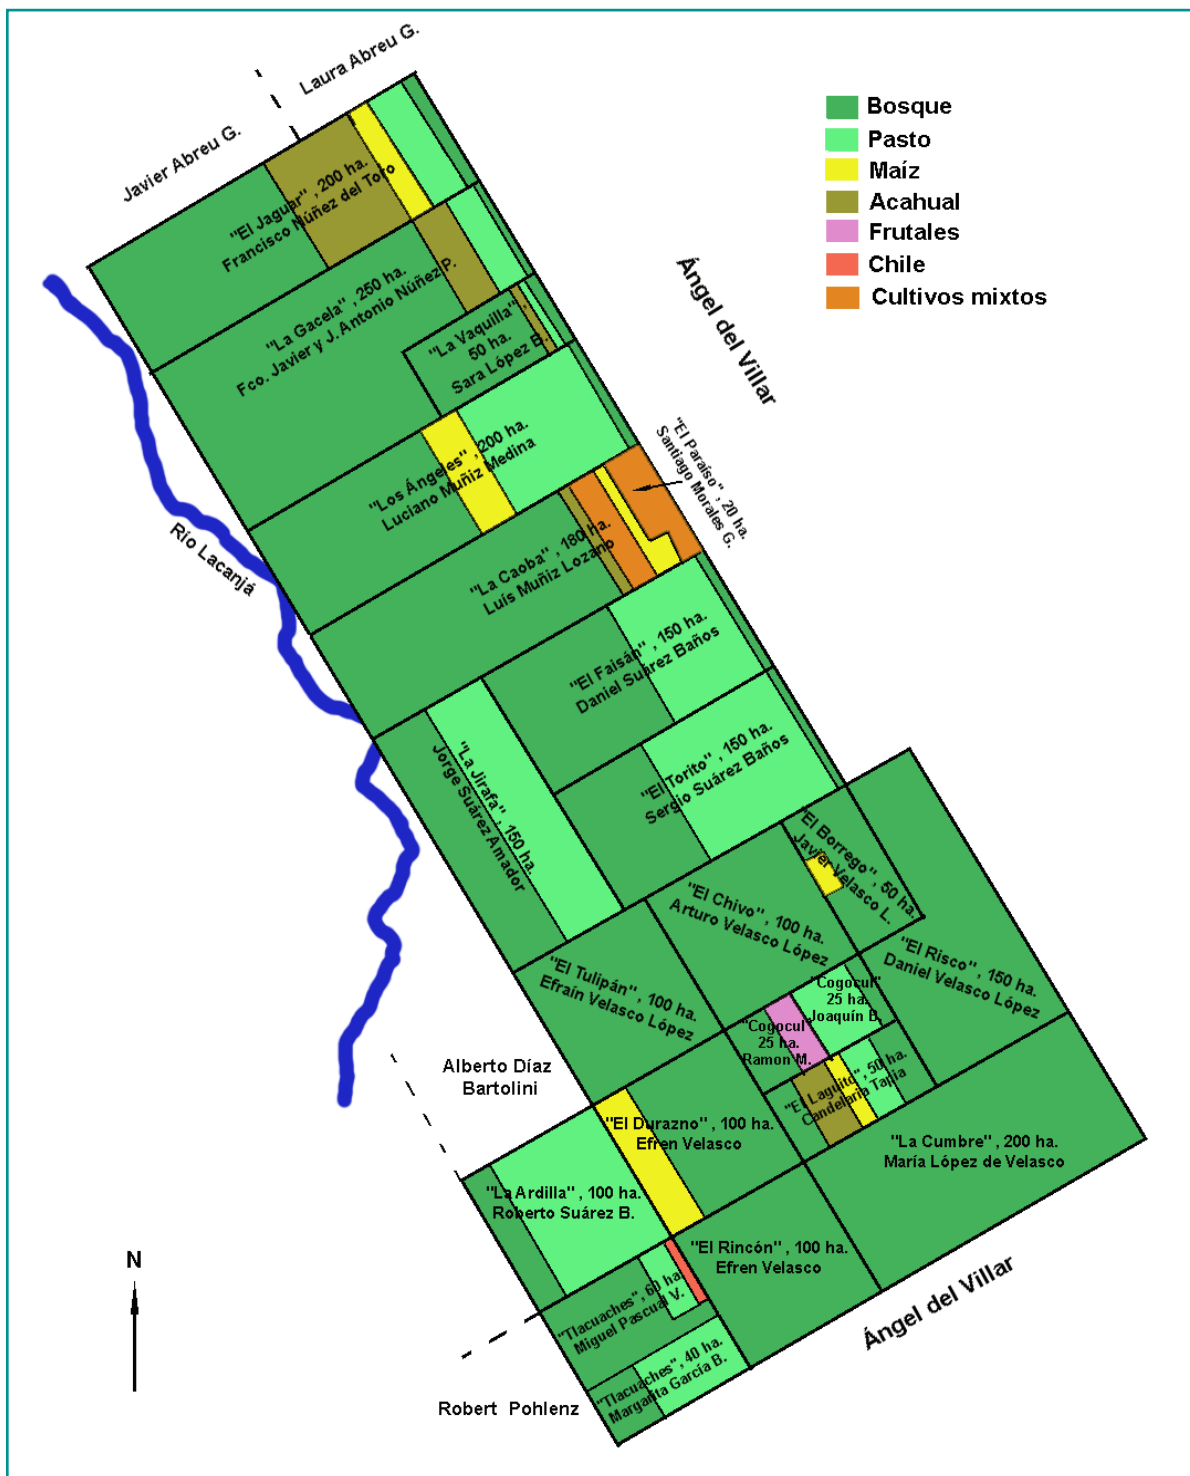 Laura Abreu G.
Javier Abreu G.
Bosque
Pasto
Maíz
Acahual
Frutales
Chile
Cultivos mixtos
"El Jaguar" , 200 ha.
Francisco Núñez del Toro
"La Gacela" , 250 ha.
Fco. Javier y J. Antonio Núñez P.
"La Vaquilla" ,
50 ha.
Sara López B.
Ángel del Villar
"Los Ángeles" , 200 ha.
Luciano Muñiz Medina
"El Paraíso" , 20 ha.
Santiago Morales G.
Río Lacanjá
"La Caoba" , 180 ha.
Luís Muñiz Lozano
"El Faisán" , 150 ha.
Daniel Suárez Baños
"La Jirafa" , 150 ha.
Jorge Suárez Amador
"El Torito" , 150 ha.
Sergio Suárez Baños
"El Borrego" , 50 ha.
Javier Velasco L.
"El Chivo" , 100 ha.
Arturo Velasco López
"El Risco" , 150 ha.
Daniel Velasco López
"El Tulipán" , 100 ha.
Efraín Velasco López
"Cogocul"
25 ha.
Joaquín B.
"Cogocul"
25 ha.
Ramon M.
"El Laguito", 50 ha.
Candelaria Tapia
Alberto Díaz
Bartolini
"El Durazno" , 100 ha.
Efren Velasco
"La Cumbre" , 200 ha.
María López de Velasco
"La Ardilla" , 100 ha.
Roberto Suárez B.
"El Rincón" , 100 ha.
Efren Velasco
N
"Tlacuaches", 60 ha.
Miguel Pascual V.
Ángel del Villar
"Tlacuaches", 40 ha.
Margarita García B.
Robert Pohlenz